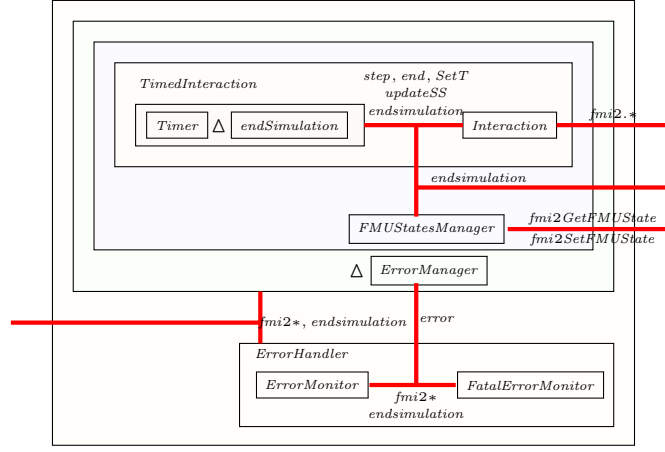 step, end, SetT
TimedInteraction
updateSS
endsimulation
fmi2.*
Timer Δ endSimulation
Interaction
endsimulation
FMUStatesManager
fmi2GetFMUState
fmi2SetFMUState
Δ ErrorManager
fmi2*, endsimulation
error
ErrorHandler
ErrorMonitor
FatalErrorMonitor
fmi2*
endsimulation